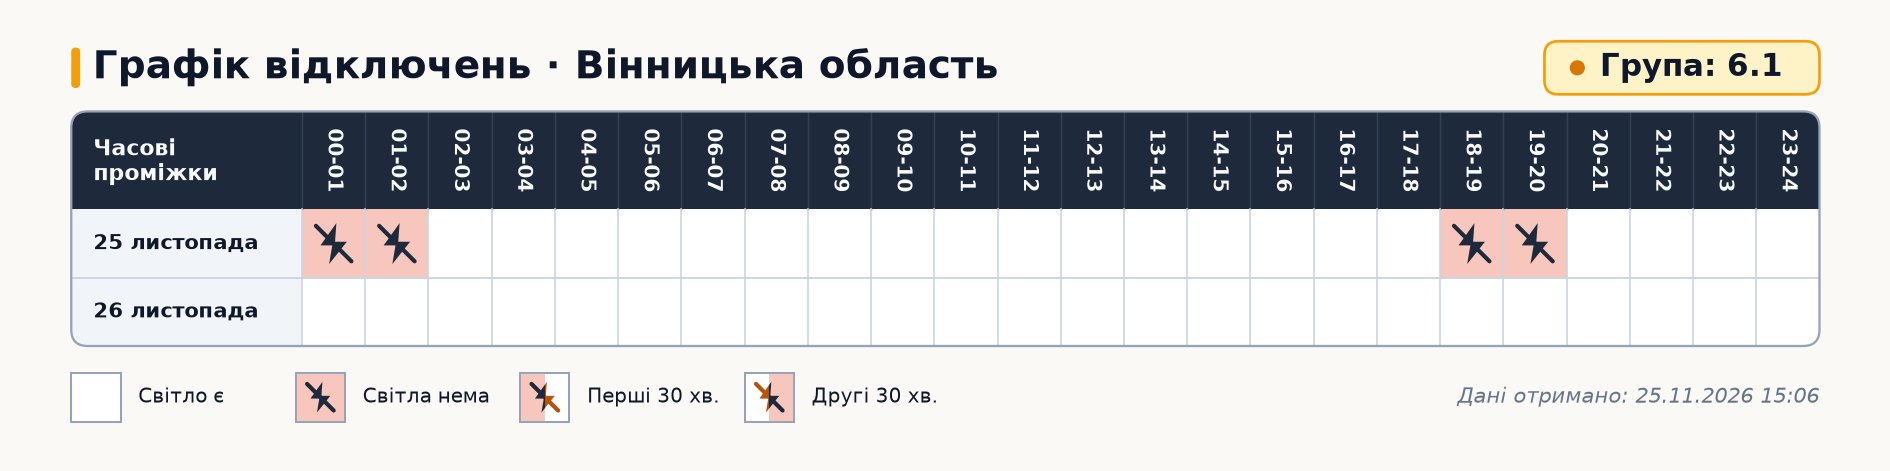 Графік відключень · Вінницька область
Група: 6.1
Часові
проміжки
00-01
01-02
02-03
03-04
04-05
05-06
06-07
07-08
08-09
09-10
10-11
11-12
12-13
13-14
14-15
15-16
16-17
17-18
18-19
19-20
20-21
21-22
22-23
23-24
25 листопада
26 листопада
Світло є
Світла нема
Перші 30 хв.
Другі 30 хв.
Дані отримано: 25.11.2026 15:06